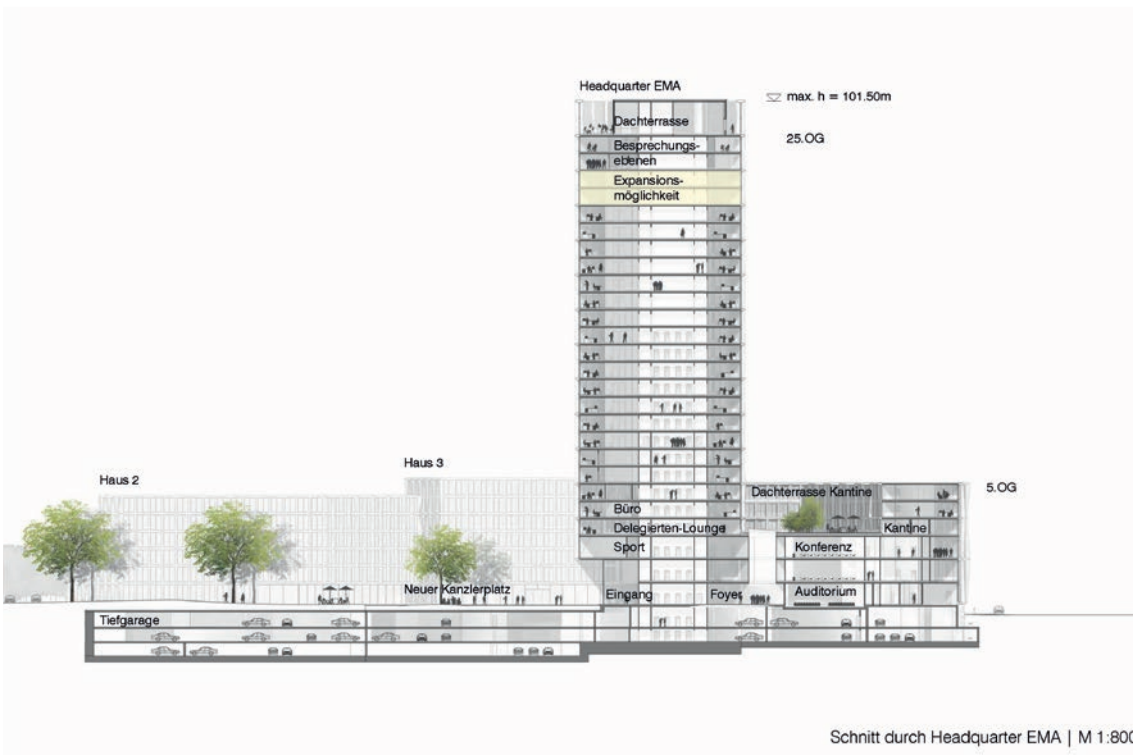 Headquarter EMA
max. h = 101.50m
Dachterrasse
25.OG
Besprechungs-
ebenen
Expansions-
möglichkeit
Haus 2
Haus 3
Dachterrasse Kantine
5.OG
Büro
Delegierten-Lounge
Kantine
Sport
Konferenz
Neuer Kanzlerplatz
Eingang
Foyer
Auditorium
Tiefgarage
Schnitt durch Headquarter EMA | M 1:800